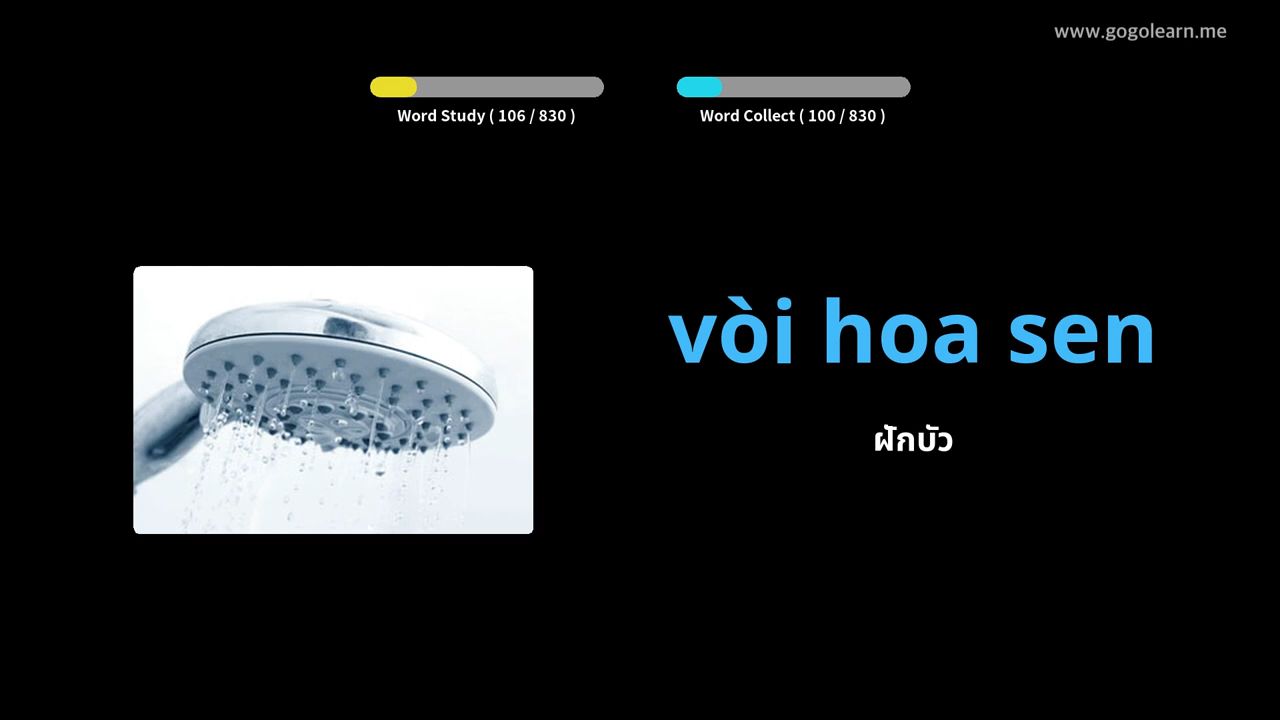 www.gogolearn.me
Word Study ( 106 / 830 )
Word Collect ( 100 / 830 )
vòi hoa sen
ฝักบัว